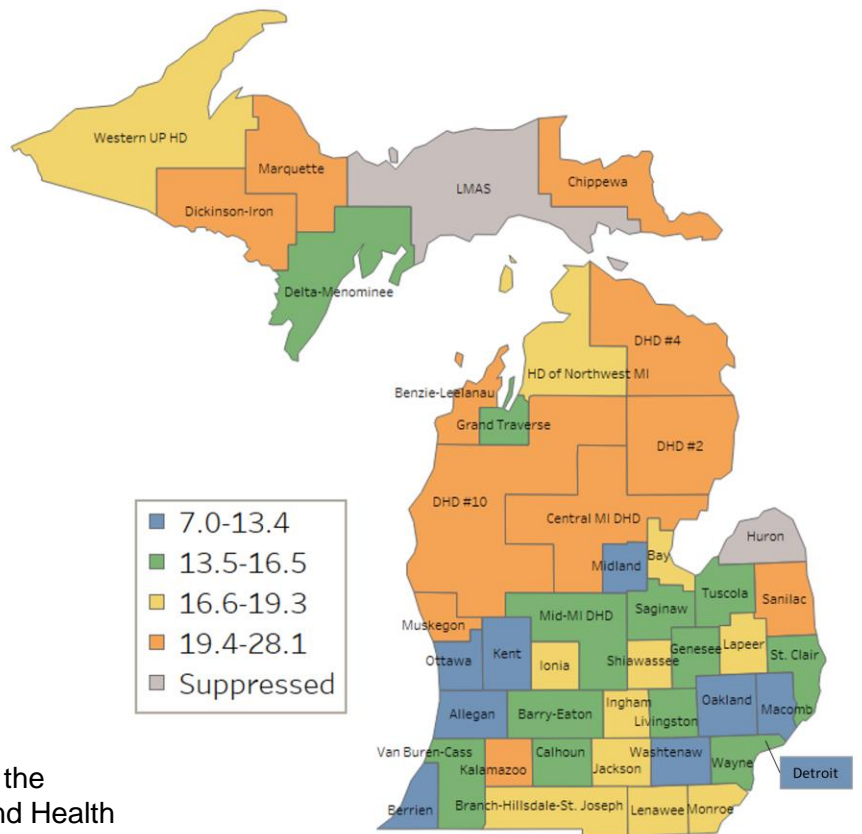 Western UP HD
Marquette
LMAS
Chippewa
Dickinson-Iron
Delta-Menominee
DHD #4
HD of Northwest MI
Benzie-Leelanau
Grand Traverse
DHD #2
DHD #10
Central MI DHD
7.0-13.4
13.5-16.5
16.6-19.3
19.4-28.1
Suppressed
Huron
Bay
Midland
Tuscola
Sanilac
Saginaw
Mid-MI DHD
Muskegon
Lapeer
Genesee
St. Clair
Ottawa
Kent
Ionia
Shiawassee
Oakland
Macomb
Allegan
Barry-Eaton
Ingham
Livingston
Van Buren-Cass
Kalamazoo
Calhoun
Jackson
Washtenaw
Wayne
Detroit
Berrien
Branch-Hillsdale-St. Joseph
Lenawee
Monroe
the
nd Health